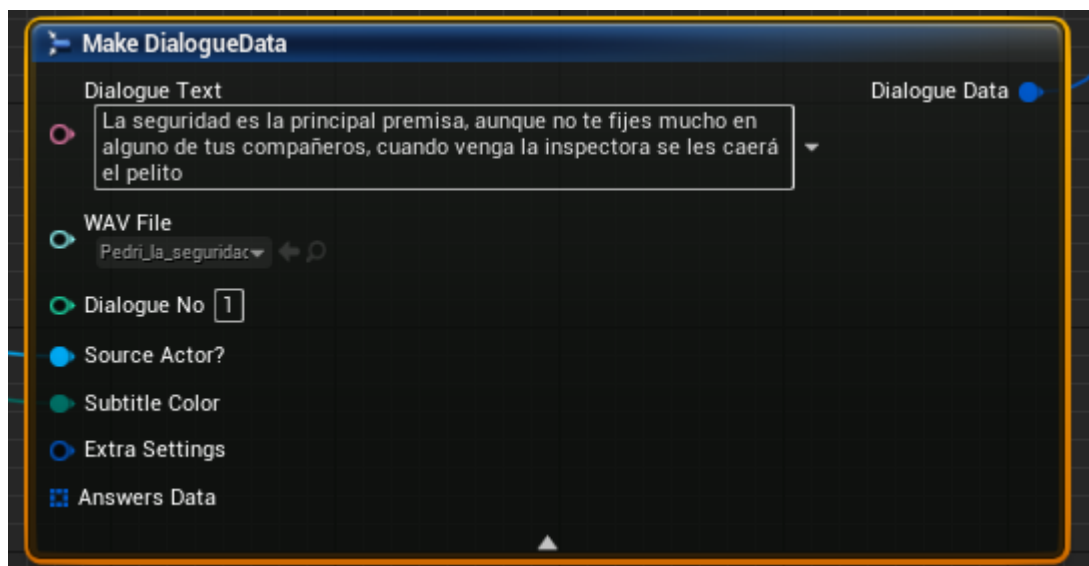 Make DialogueData
Dialogue Text
Dialogue Data
La seguridad es la principal premisa, aunque no te fijes mucho en
alguno de tus compañeros, cuando venga la inspectora se les caerá
el pelito
WAV File
Pedri_la_seguridac
Dialogue No 1
Source Actor?
Subtitle Color
Extra Settings
Answers Data